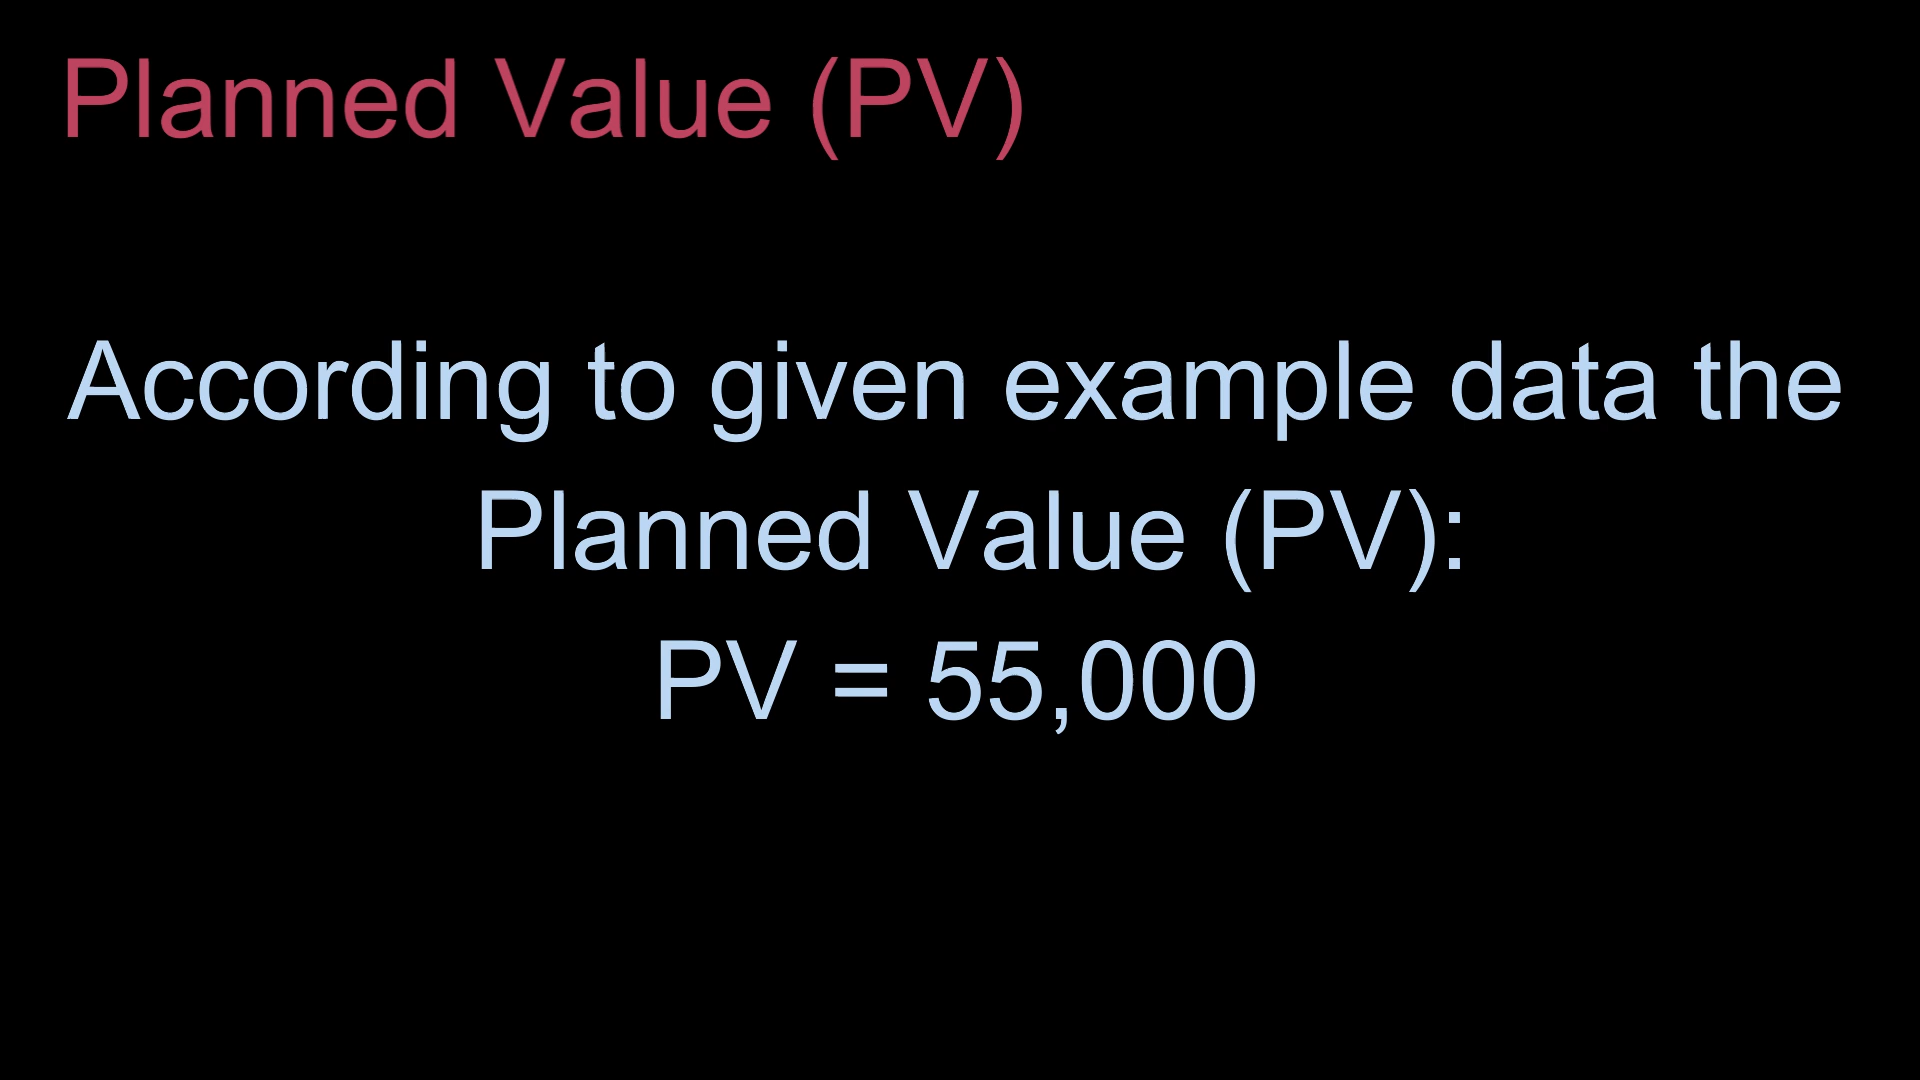 Planned Value (PV)
According to given example data the
Planned Value (PV):
PV = 55,000